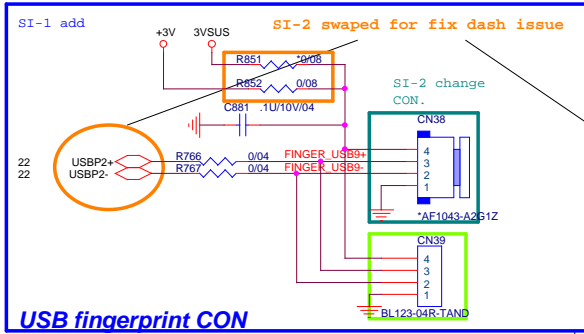 SI-1 add
SI-2 swaped for fix dash issue
+3V
3VSUS
R851
*0/08
R852
0/08
SI-2 change
CON.
C881
.1U/10V/04
CN38
22
USBP2+
R766
0/04
FINGER_USB9+
22
USBP2-
R767
0/04
FINGER_USB9-
4
3
2
1
*AF1043-A2G1Z
CN39
4
3
2
1
BL123-04R-TAND
USB fingerprint CON